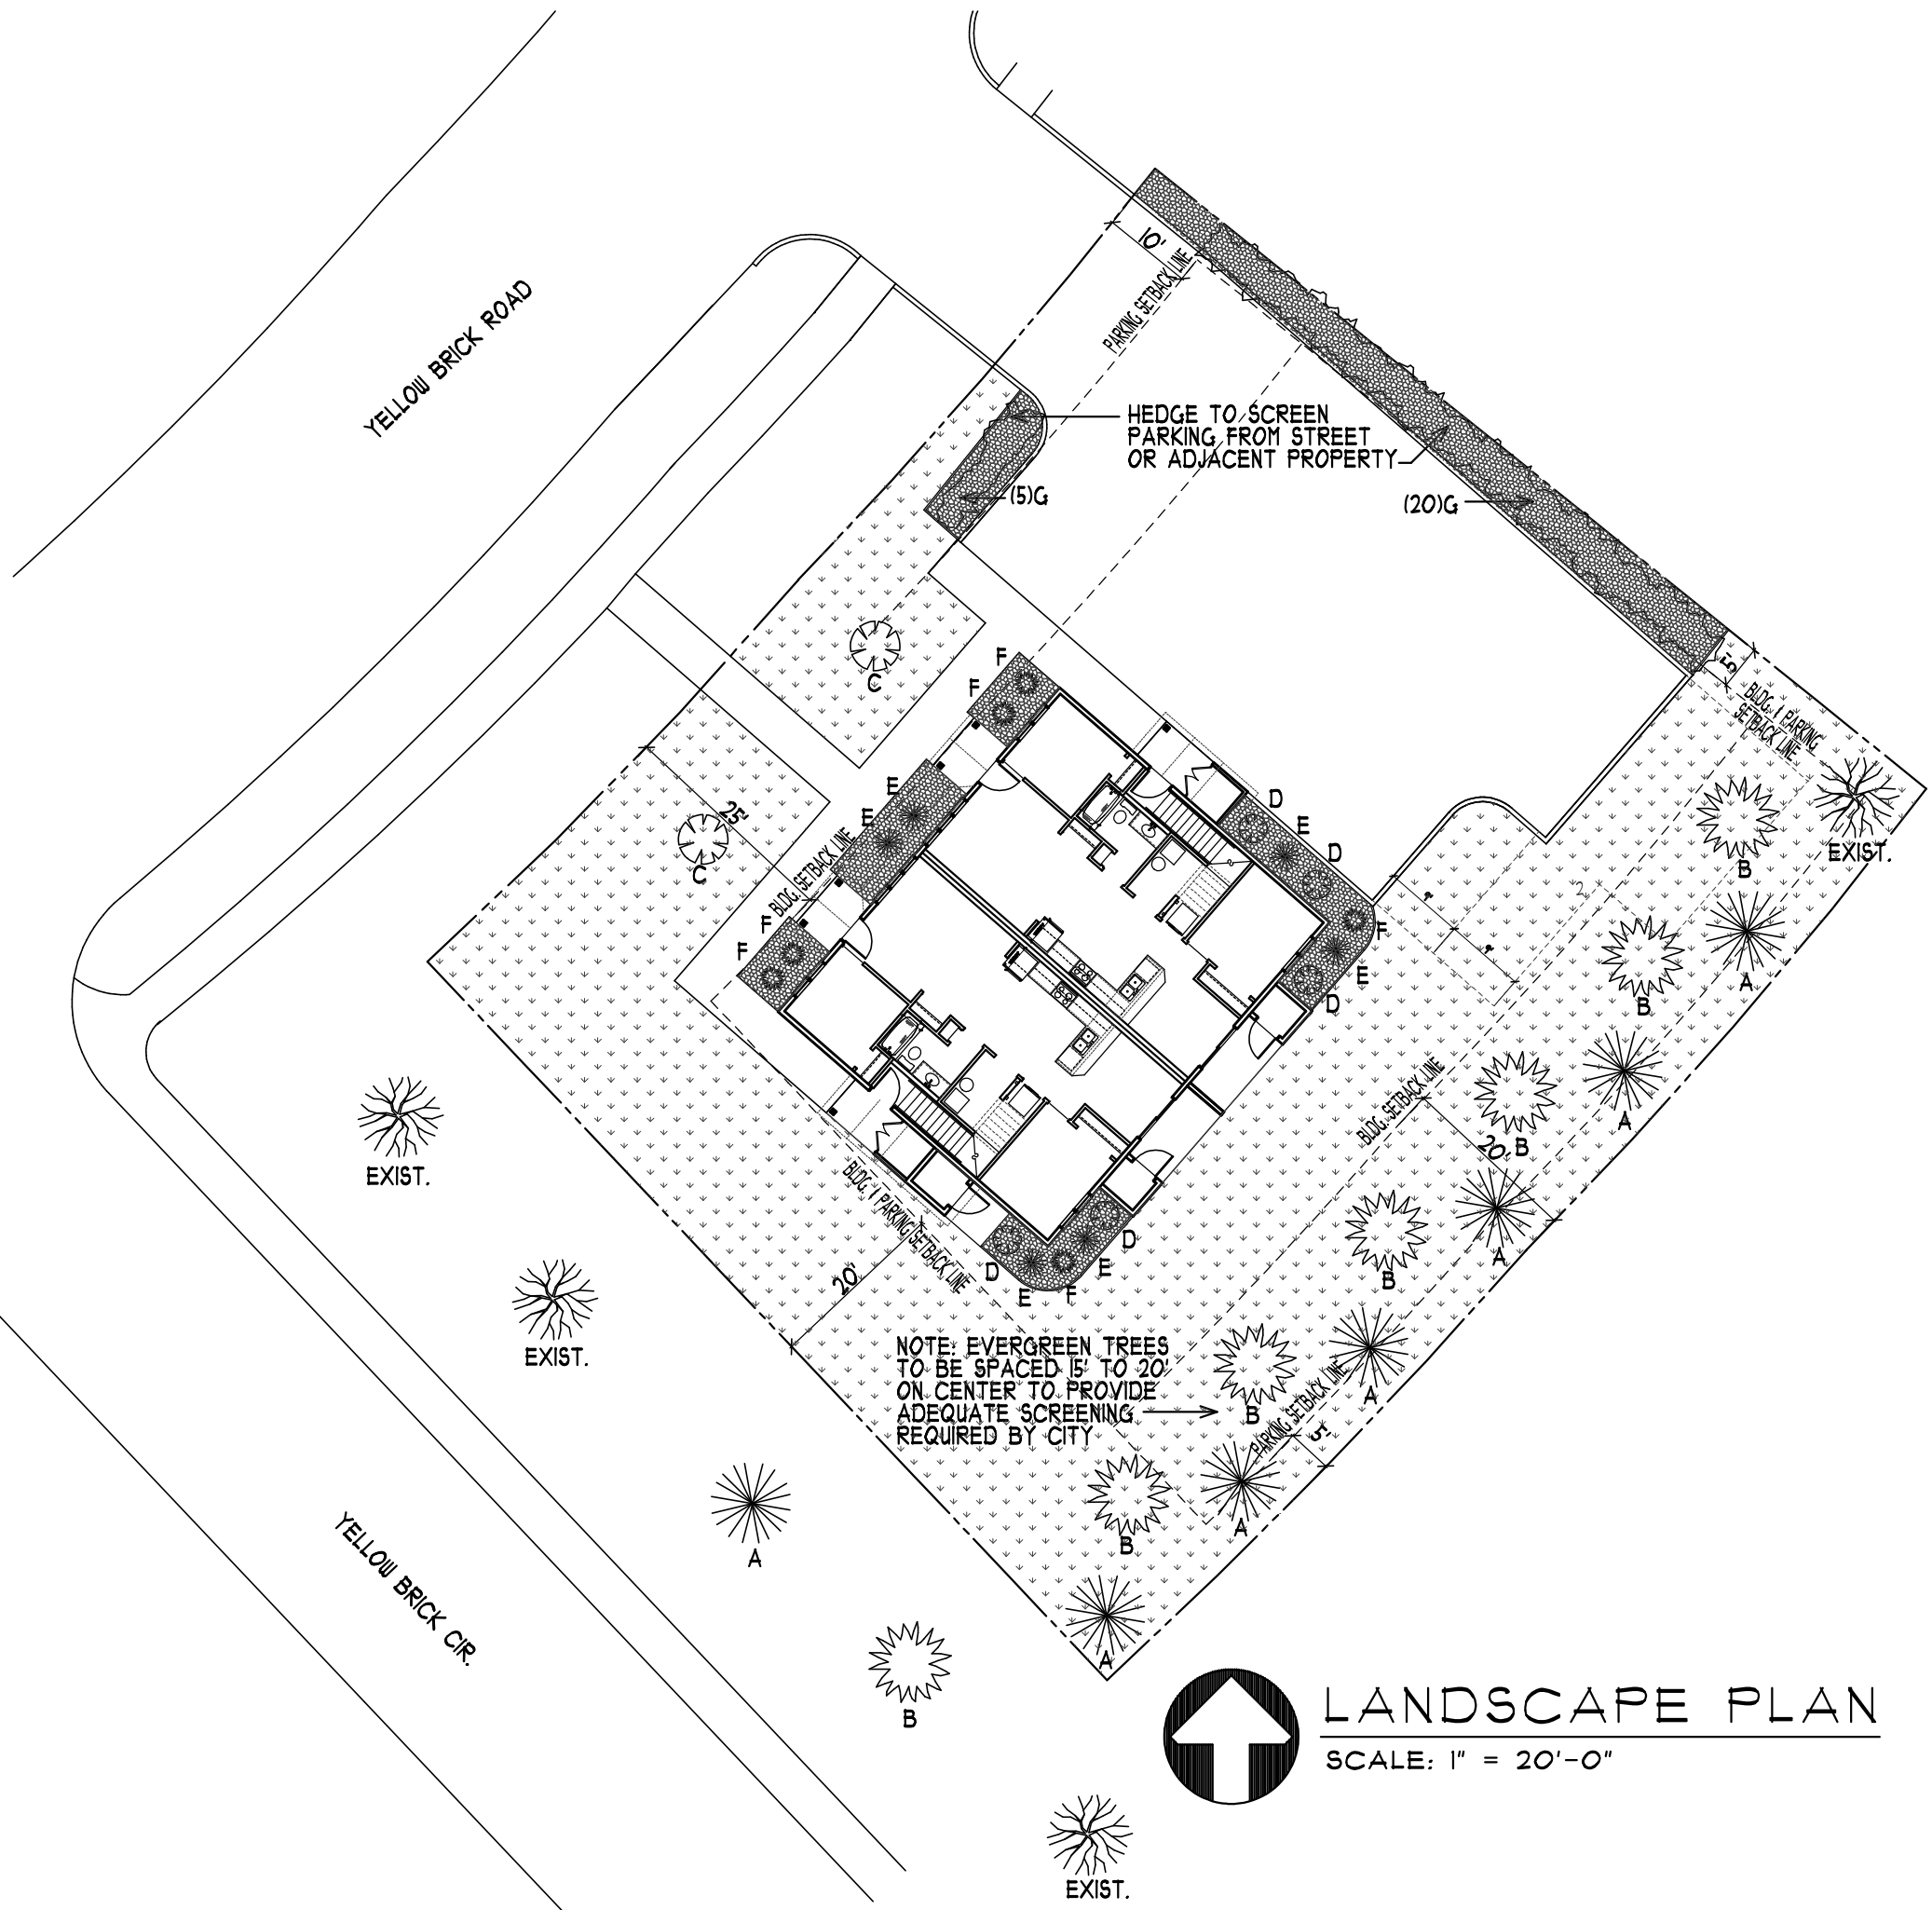 10'
PARKING SETBACK LINE
YELLOW BRICK ROAD
HEDGE TO SCREEN
PARKING FROM STREET
OR ADJACENT PROPERTY
(5)G
(20)G
C
F
F
5'
BLDG. & PARKING
SETBACK LINE
25'
C
E
E
BLDG. SETBACK LINE
F
F
D
E
D
F
E
D
EXIST.
B
A
B
A
B
A
B
A
B
A
B
A
9'
9'
2
BLDG. SETBACK LINE
20'
EXIST.
BLDG. & PARKING SETBACK LINE
20'
D
E
F
E
D
EXIST.
NOTE: EVERGREEN TREES
TO BE SPACED 15' TO 20'
ON CENTER TO PROVIDE
ADEQUATE SCREENING
REQUIRED BY CITY
PARKING SETBACK LINE
5'
A
YELLOW BRICK CIR.
B
EXIST.
LANDSCAPE PLAN
SCALE: 1" = 20'-0"